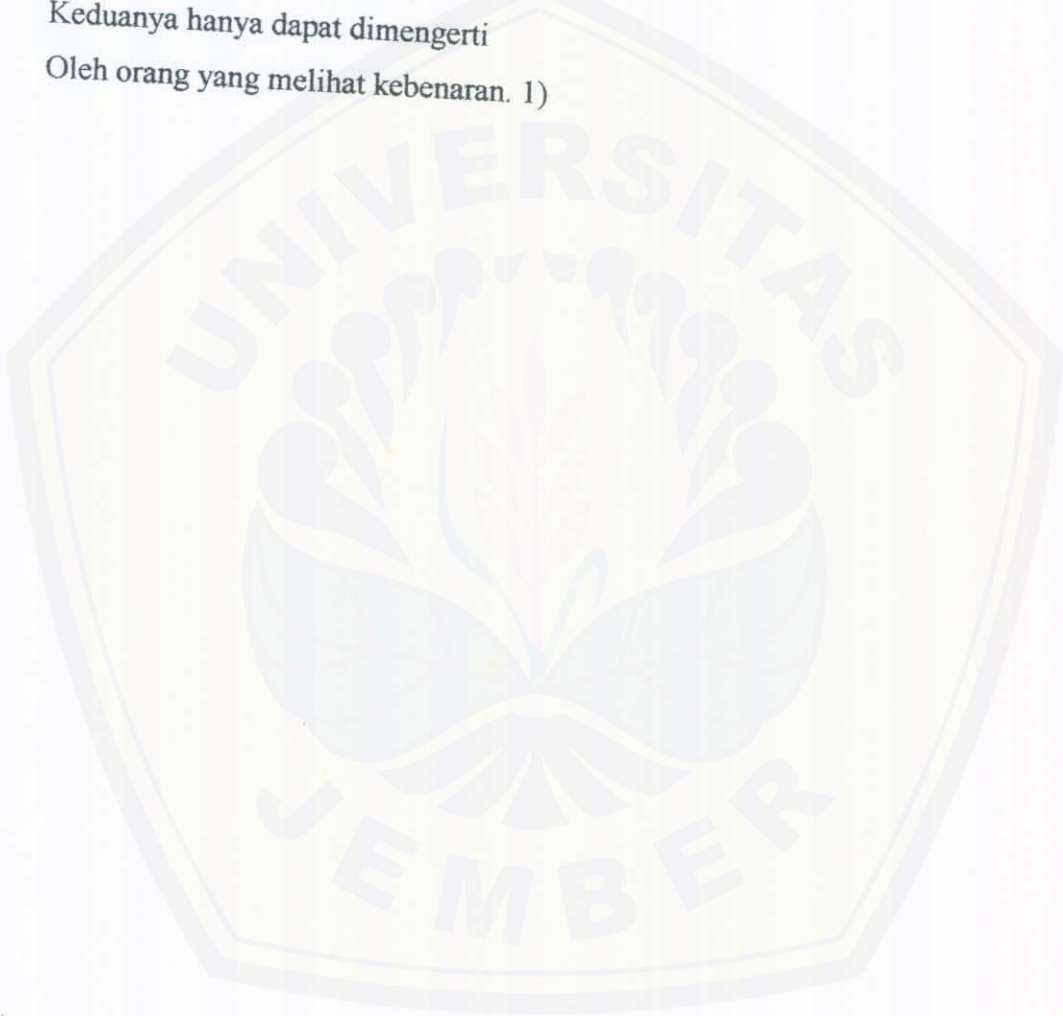 Keduanya hanya dapat dimengerti
Oleh orang yang melihat kebenaran. 1)
UNIVERSITAS
JEMBER